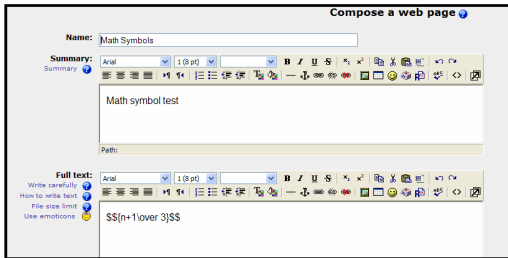 Compose a web page
Name: Math Symbols
Summary: Arial 1 (8 pt) B I U S
Summary
Math symbol test
Path:
Full text: Arial 1 (8 pt) B I U S
Write carefully
How to write text
File size limit
Use emoticons
$${n+1\over 3}$$